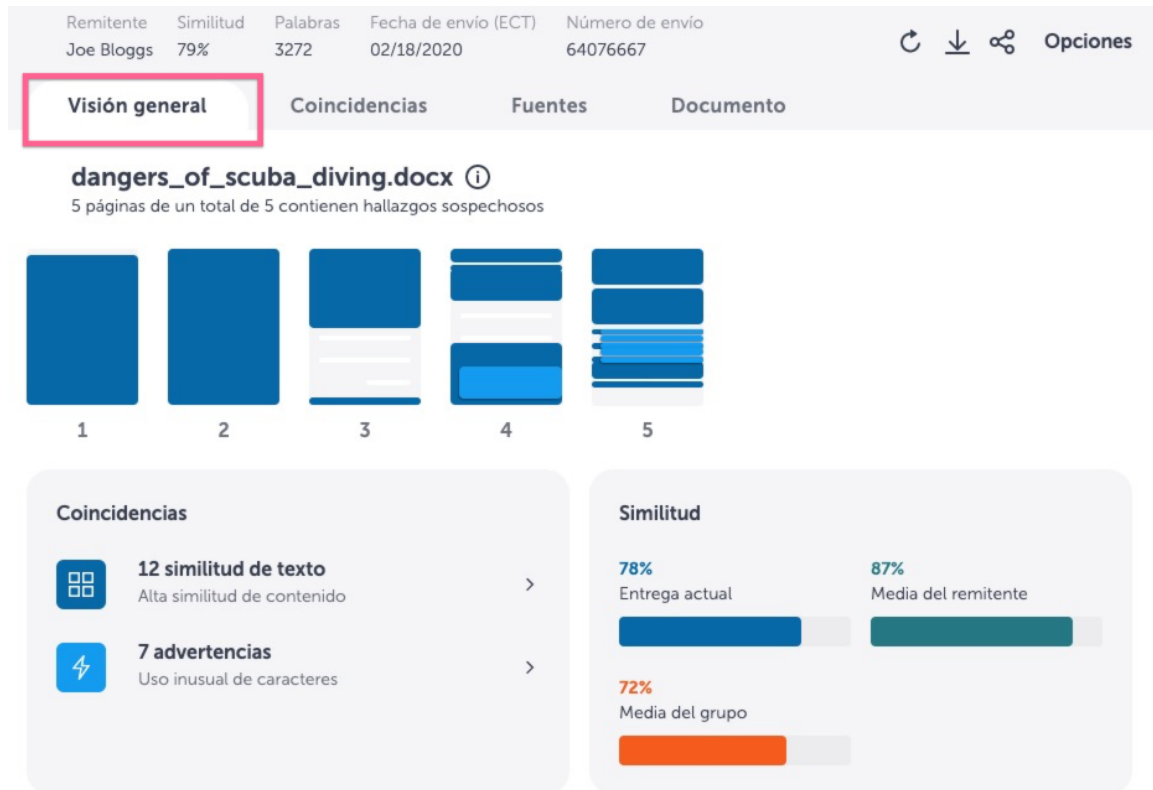 Remitente Similitud Palabras Fecha de envío (ECT) Número de envío
Joe Bloggs 79% 3272 02/18/2020 64076667
Opciones
Visión general Coincidencias Fuentes Documento
dangers_of_scuba_diving.docx
5 páginas de un total de 5 contienen hallazgos sospechosos
1 2 3 4 5
Coincidencias
12 similitud de texto
Alta similitud de contenido
7 advertencias
Uso inusual de caracteres
Similitud
78% 87%
Entrega actual Media del remitente
72%
Media del grupo